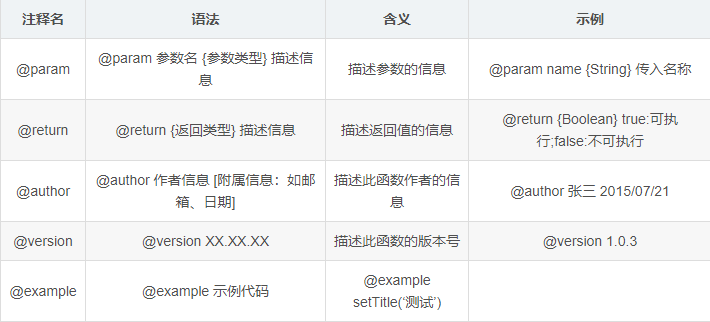 注释名 语法 含义 示例
@param @param 参数名 {参数类型} 描述信息 描述参数的信息 @param name {String} 传入名称
@return @return {返回类型} 描述信息 描述返回值的信息 @return {Boolean} true:可执行;false:不可执行
@author @author 作者信息 [附属信息：如邮箱、日期] 描述此函数作者的信息 @author 张三 2015/07/21
@version @version XX.XX.XX 描述此函数的版本号 @version 1.0.3
@example @example 示例代码 @example setTitle(‘测试’)